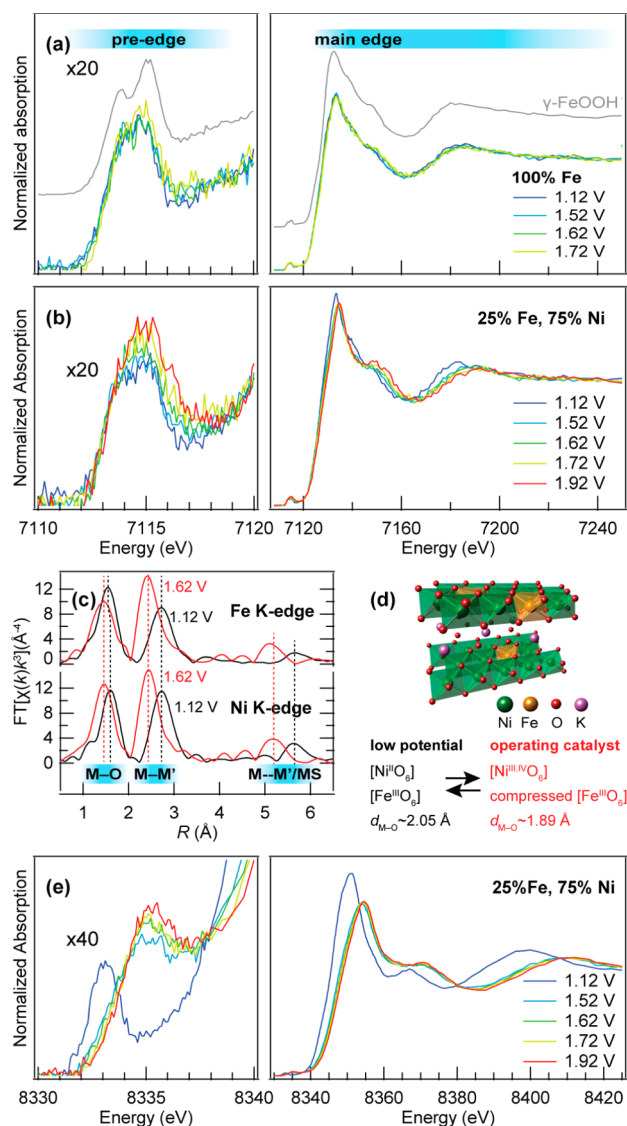 (a)
pre-edge
main edge
x20
γ-FeOOH
100% Fe
1.12 V
1.52 V
1.62 V
1.72 V
Normalized absorption
(b)
x20
25% Fe, 75% Ni
1.12 V
1.52 V
1.62 V
1.72 V
1.92 V
Normalized Absorption
7110 7115 7120
Energy (eV)
7120 7160 7200 7240
Energy (eV)
(c)
1.62 V
1.12 V
Fe K-edge
12
8
4
0
1.62 V
1.12 V
Ni K-edge
12
8
4
0
FT[χ(k)k³](Å⁻⁴)
M–O
M–M'
M--M'/MS
1 2 3 4 5 6
R (Å)
(d)
Ni Fe O K
low potential
operating catalyst
[NiᴵᴵO₆]
[Niᴵᴵᴵ,ᴵⱽO₆]
[FeᴵᴵᴵO₆]
compressed [FeᴵᴵᴵO₆]
d M–O~2.05 Å
d M–O~1.89 Å
(e)
x40
25%Fe, 75% Ni
1.12 V
1.52 V
1.62 V
1.72 V
1.92 V
Normalized Absorption
8330 8335 8340
Energy (eV)
8340 8360 8380 8400 8420
Energy (eV)